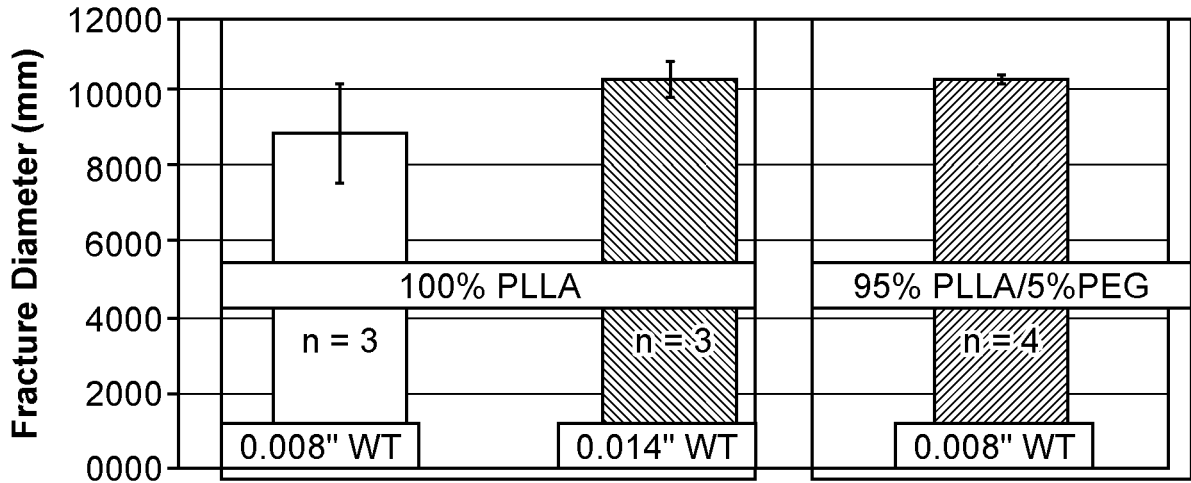 Fracture Diameter (mm)
12000
10000
8000
6000
4000
2000
0000
100% PLLA
95% PLLA/5%PEG
n = 3
n = 3
n = 4
0.008" WT
0.014" WT
0.008" WT